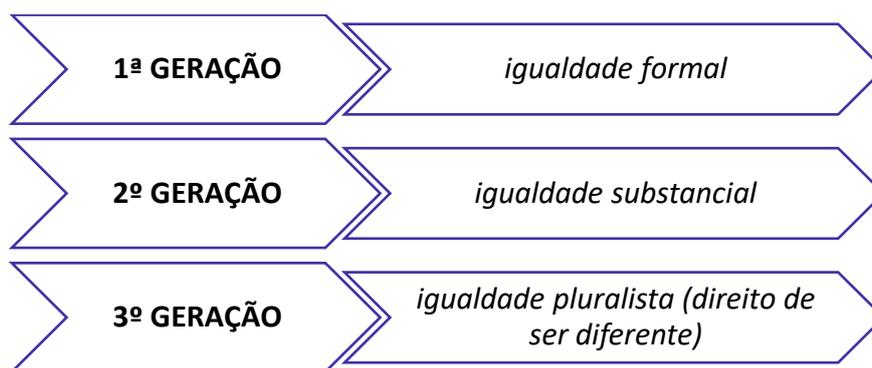 1ª GERAÇÃO
igualdade formal
2º GERAÇÃO
igualdade substancial
3º GERAÇÃO
igualdade pluralista (direito de
ser diferente)